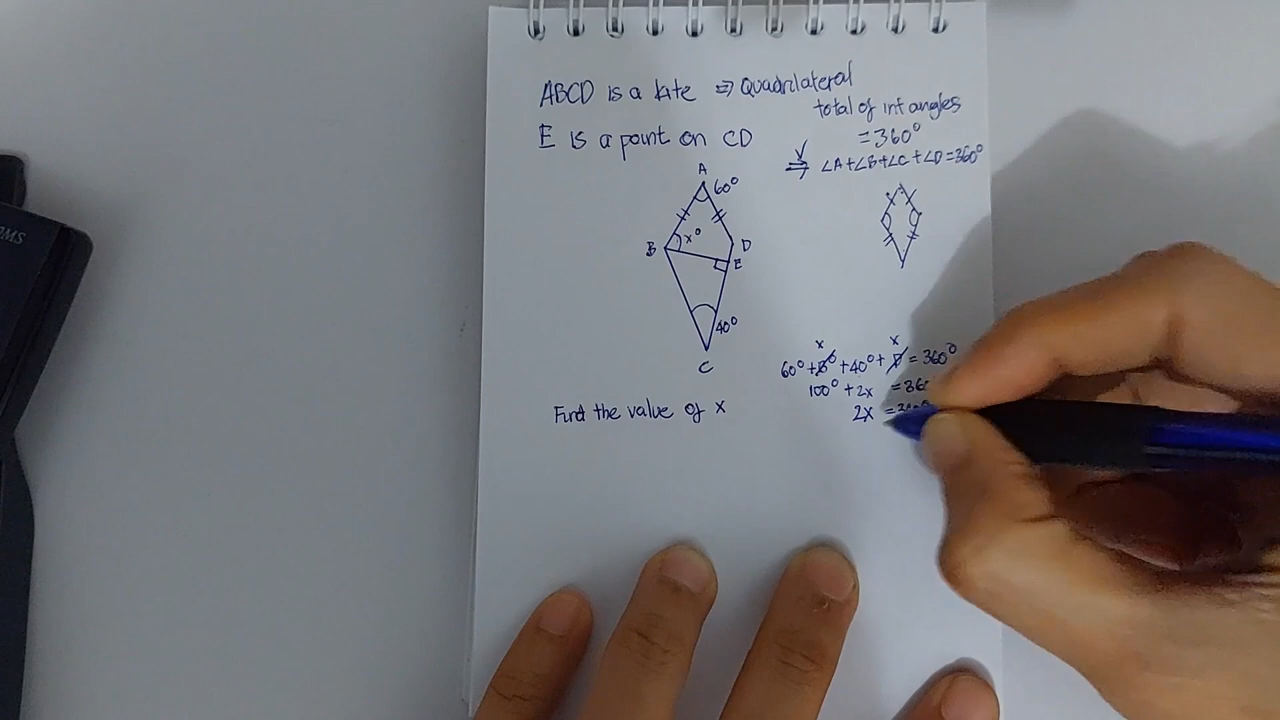 ABCD is a kite ⇒ Quadrilateral
total of int angles
= 360°
E is a point on CD
⇒ ∠A+∠B+∠C+∠D=360°
A
60°
B
x°
D
E
40°
C
x x
60°+ +40°+ =360°
100° + 2x =
2x =
Find the value of x